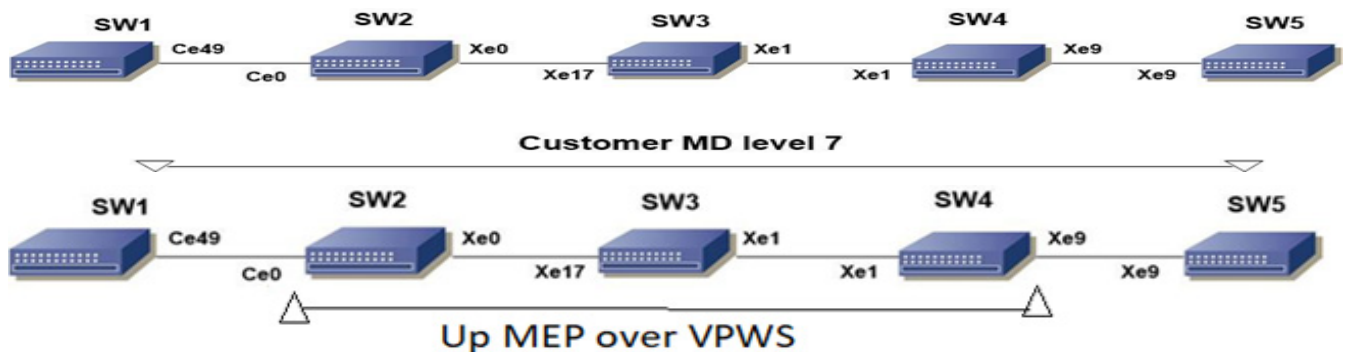 SW1
SW2
SW3
SW4
SW5
Ce49
Ce0
Xe0
Xe17
Xe1
Xe1
Xe9
Xe9
Customer MD level 7
SW1
SW2
SW3
SW4
SW5
Ce49
Ce0
Xe0
Xe17
Xe1
Xe1
Xe9
Xe9
Up MEP over VPWS